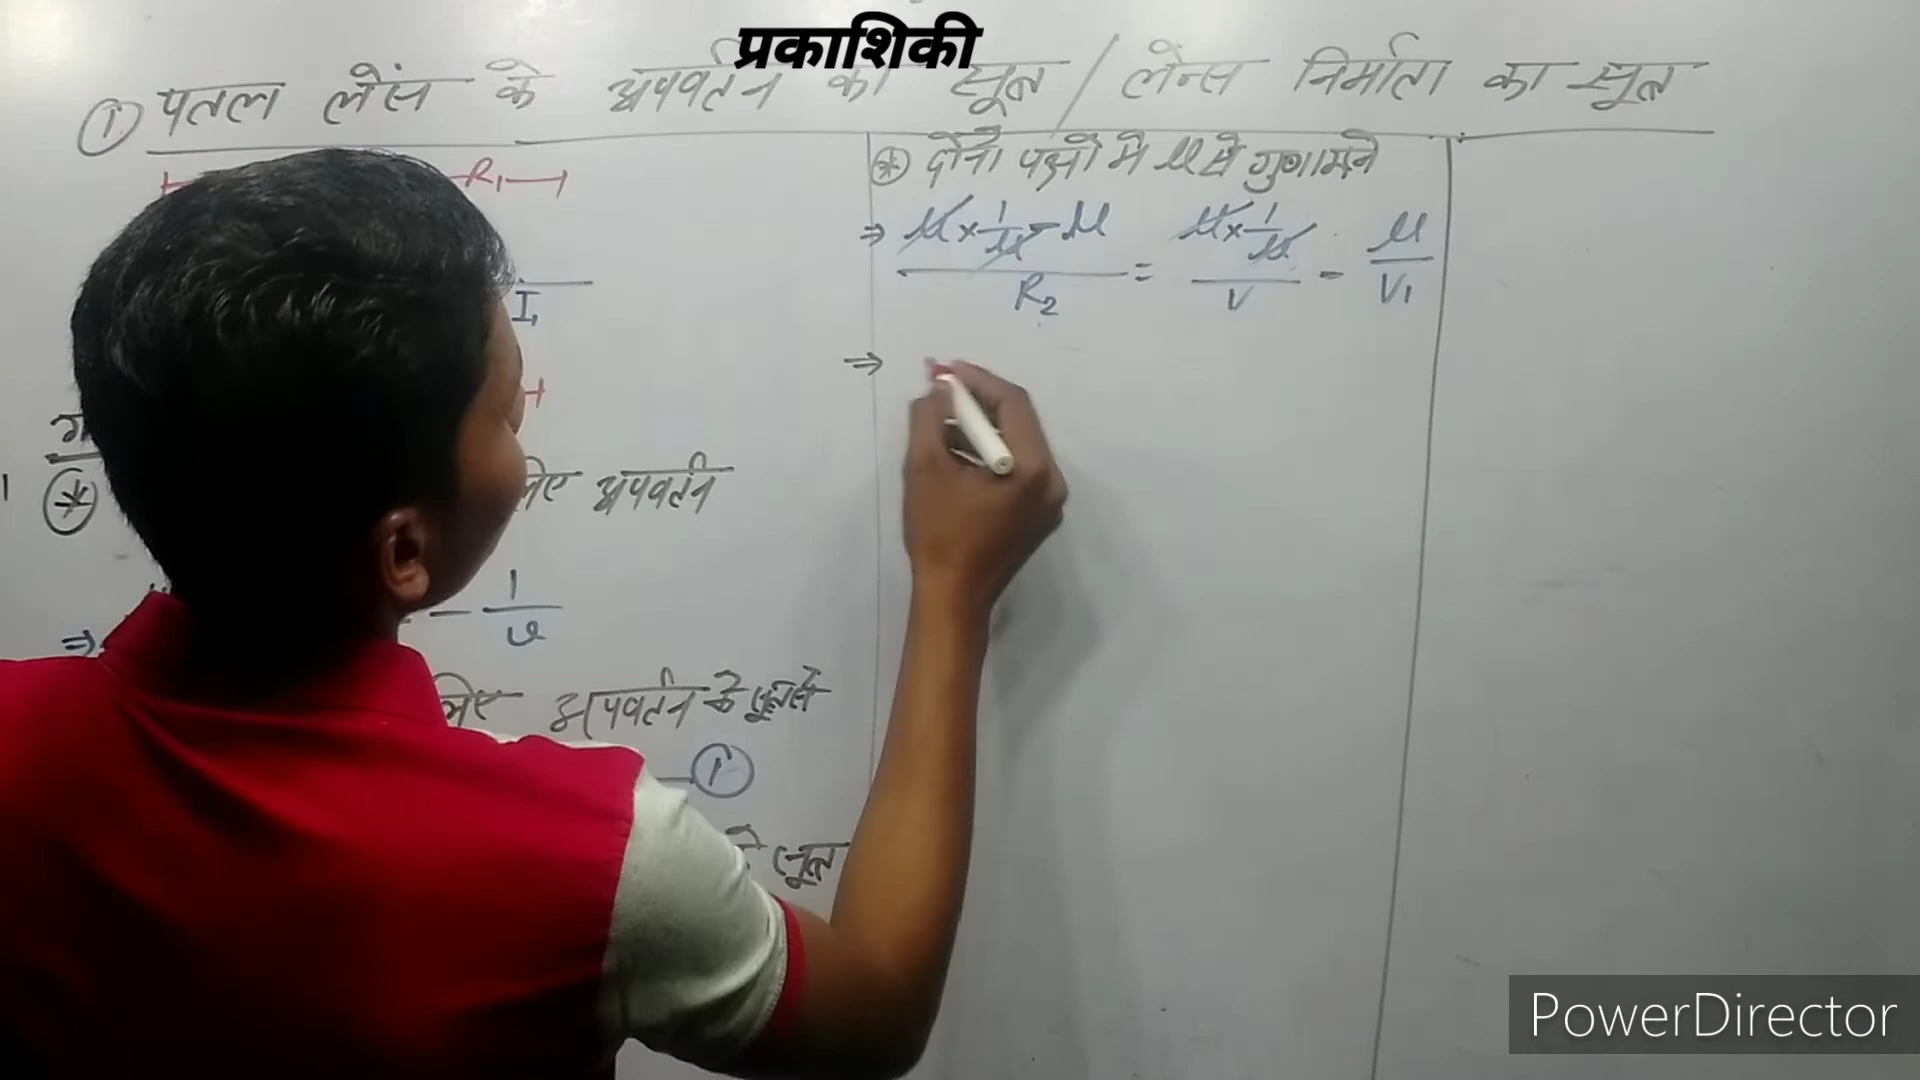 प्रकाशिकी
① पतल लेंस के अपवर्तन का सूत्र / लेन्स निर्माता का सूत्र
R₁
I₁
लिए अपवर्तन
⇒ - 1/u
लिए अपवर्तन के सूत्र से
①
सूत्र
⊛ दोनो पक्षो मे μ से गुणा
⇒ (μ × 1/μ - μ)/R₂ = (μ × 1/μ)/V - μ/V₁
⇒
PowerDirector